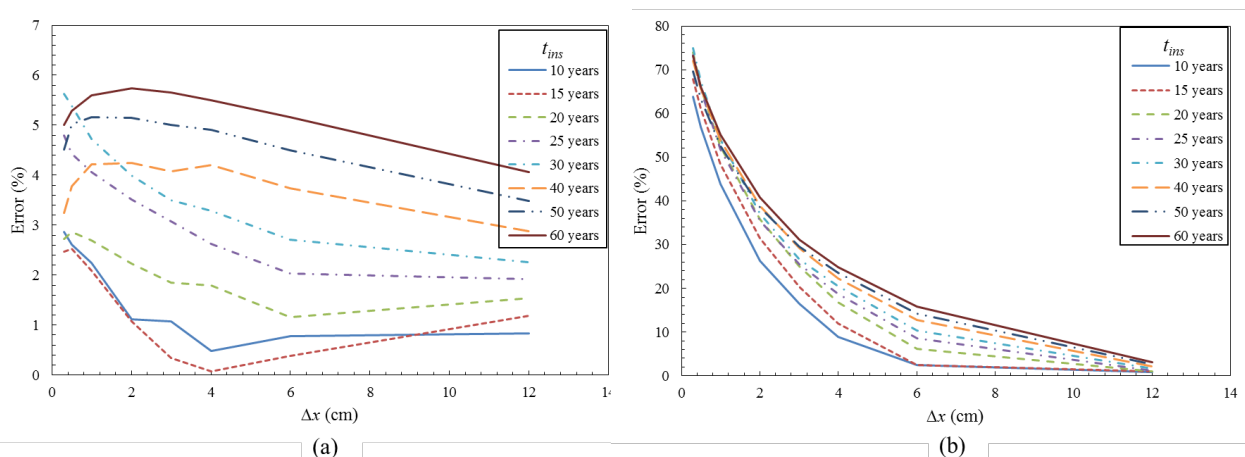 7
6
5
4
3
2
1
0
Error (%)
0
2
4
6
8
10
12
14
Δx (cm)
t_ins
10 years
15 years
20 years
25 years
30 years
40 years
50 years
60 years
(a)
80
70
60
50
40
30
20
10
0
Error (%)
0
2
4
6
8
10
12
14
Δx (cm)
t_ins
10 years
15 years
20 years
25 years
30 years
40 years
50 years
60 years
(b)